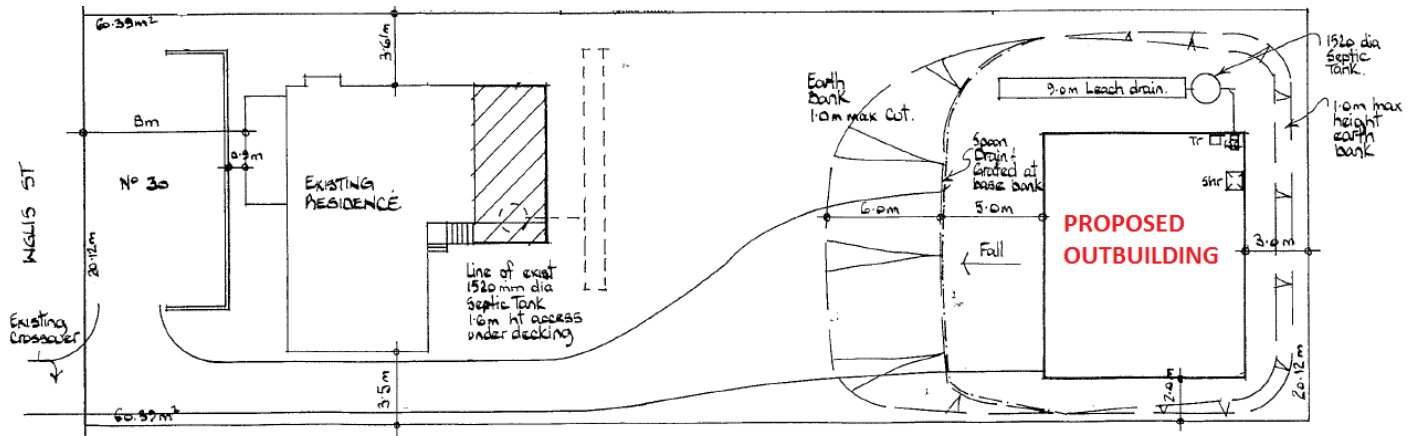 60.39m²
3.61m
8m
0.9m
Nº 30
INGLIS ST
20.12m
Existing
Crossover
EXISTING
RESIDENCE
Line of exist
1520mm dia
Septic Tank
1.6m ht access
under decking
3.5m
60.39m²
Earth
Bank
1.0m max Cut.
Spoon
Drain -
Grated at
base bank
9.0m Leach drain.
1520 dia
Septic
Tank.
1.0m max
height
earth
bank
Tr
Shr
6.0m
5.0m
Fall
PROPOSED
OUTBUILDING
3.0m
2.0m
20.12m